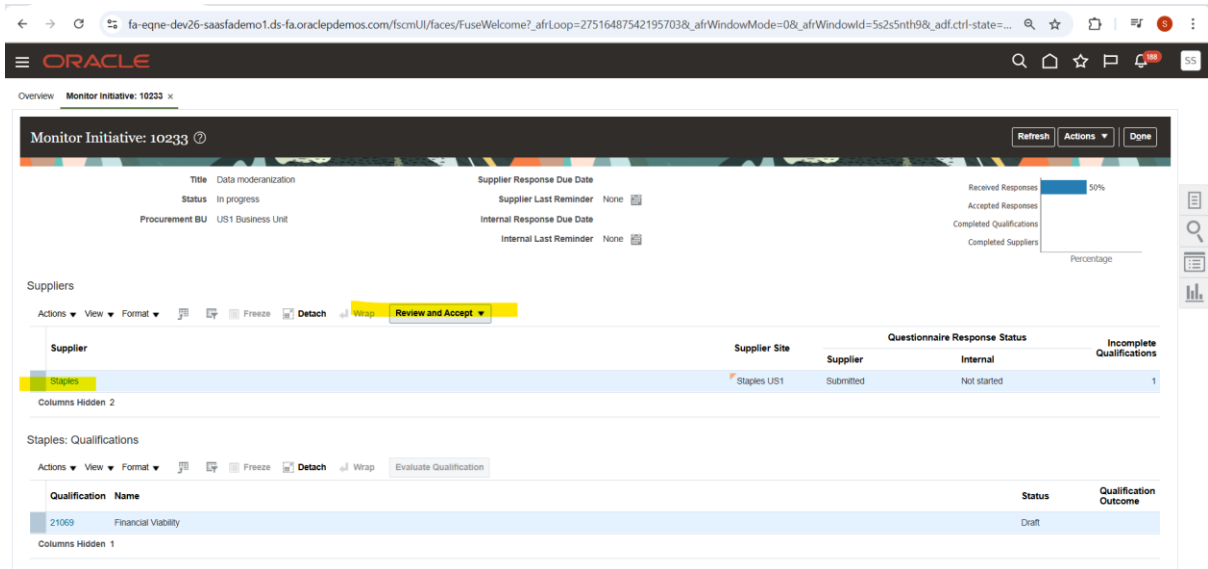 fa-eqne-dev26-saasfademo1.ds-fa.oraclepdemos.com/fscmUI/faces/FuseWelcome?_afrLoop=27516487542195703&_afrWindowMode=0&_afrWindowId=5s2s5nth9&_adf.ctrl-state=... S
ORACLE 188 SS
Overview Monitor Initiative: 10233 ×
Monitor Initiative: 10233 Refresh Actions Done
Title Data moderanization Supplier Response Due Date Received Responses 50%
Status In progress Supplier Last Reminder None Accepted Responses
Procurement BU US1 Business Unit Internal Response Due Date Completed Qualifications
Internal Last Reminder None Completed Suppliers
Percentage
Suppliers
Actions View Format Freeze Detach Wrap Review and Accept
Supplier Supplier Site Questionnaire Response Status Incomplete Qualifications
Supplier Internal
Staples Staples US1 Submitted Not started 1
Columns Hidden 2
Staples: Qualifications
Actions View Format Freeze Detach Wrap Evaluate Qualification
Qualification Name Status Qualification Outcome
21069 Financial Viability Draft
Columns Hidden 1